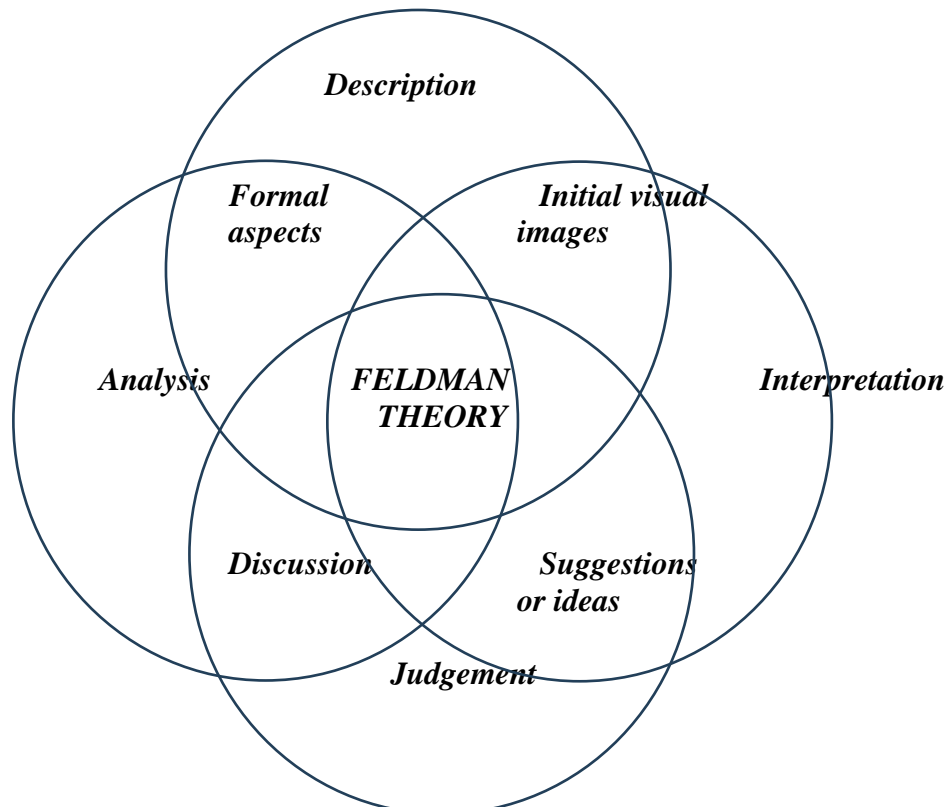 Description
Formal
aspects
Initial visual
images
Analysis
FELDMAN
THEORY
Interpretation
Discussion
Suggestions
or ideas
Judgement